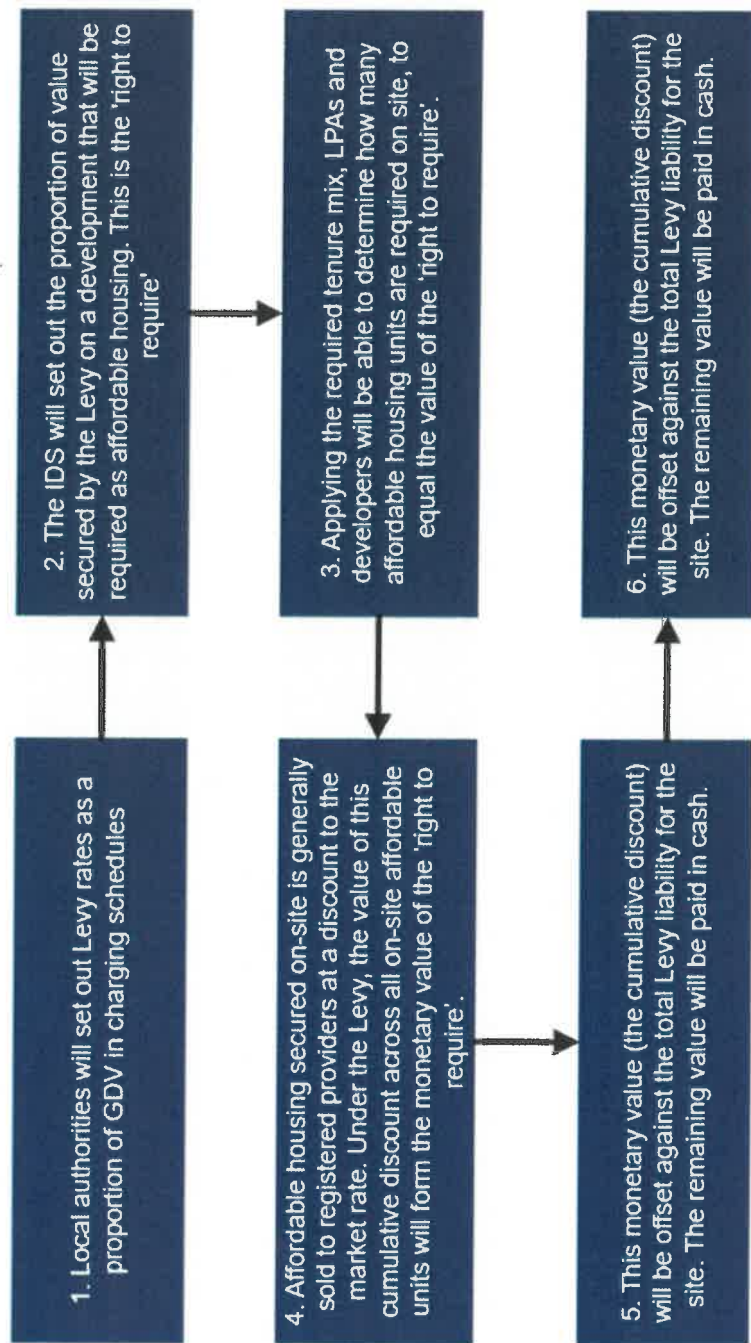 1. Local authorities will set out Levy rates as a
proportion of GDV in charging schedules
2. The IDS will set out the proportion of value
secured by the Levy on a development that will be
required as affordable housing. This is the 'right to
require'
3. Applying the required tenure mix, LPAs and
developers will be able to determine how many
affordable housing units are required on site, to
equal the value of the 'right to require'.
4. Affordable housing secured on-site is generally
sold to registered providers at a discount to the
market rate. Under the Levy, the value of this
cumulative discount across all on-site affordable
units will form the monetary value of the 'right to
require'.
5. This monetary value (the cumulative discount)
will be offset against the total Levy liability for the
site. The remaining value will be paid in cash.
6. This monetary value (the cumulative discount)
will be offset against the total Levy liability for the
site. The remaining value will be paid in cash.